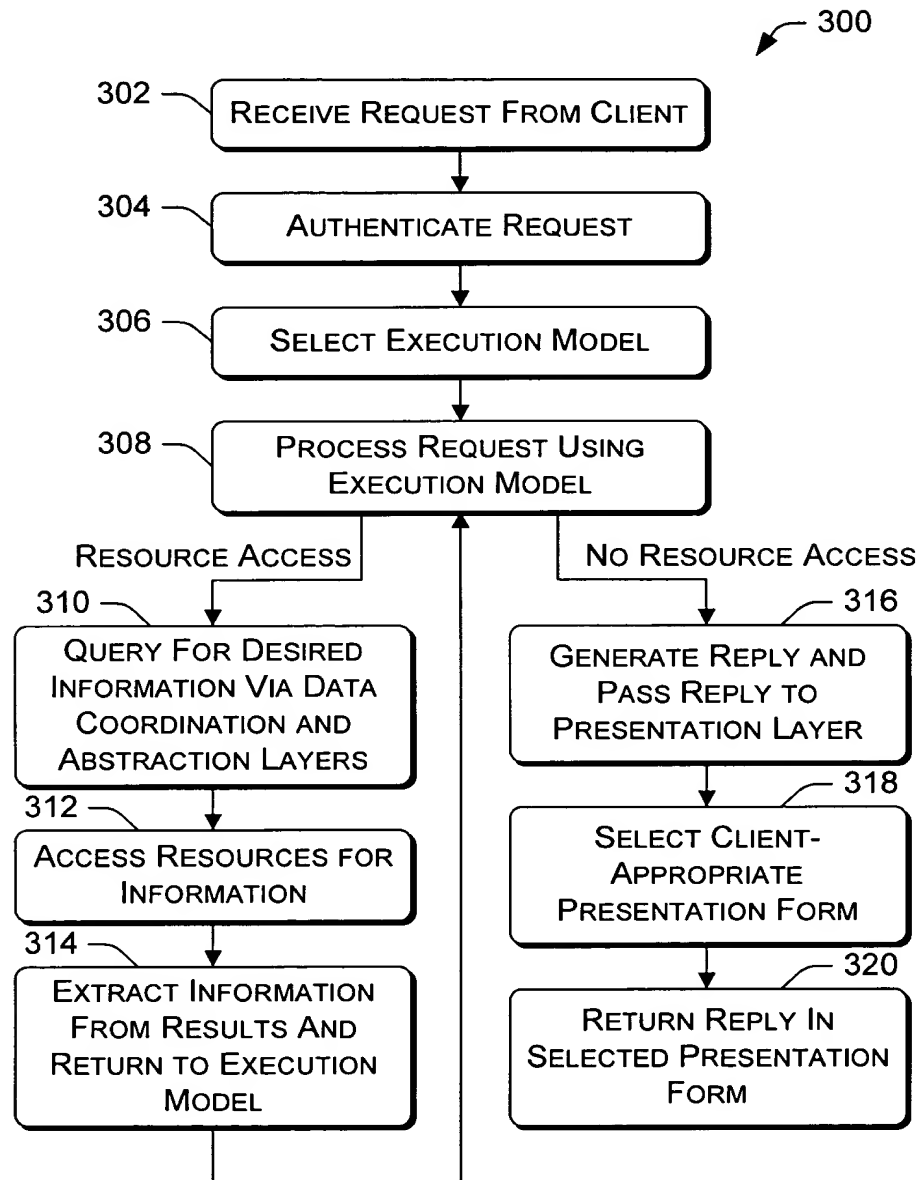 300
302
RECEIVE REQUEST FROM CLIENT
304
AUTHENTICATE REQUEST
306
SELECT EXECUTION MODEL
308
PROCESS REQUEST USING
EXECUTION MODEL
RESOURCE ACCESS
NO RESOURCE ACCESS
310
QUERY FOR DESIRED
INFORMATION VIA DATA
COORDINATION AND
ABSTRACTION LAYERS
312
ACCESS RESOURCES FOR
INFORMATION
314
EXTRACT INFORMATION
FROM RESULTS AND
RETURN TO EXECUTION
MODEL
316
GENERATE REPLY AND
PASS REPLY TO
PRESENTATION LAYER
318
SELECT CLIENT-
APPROPRIATE
PRESENTATION FORM
320
RETURN REPLY IN
SELECTED PRESENTATION
FORM